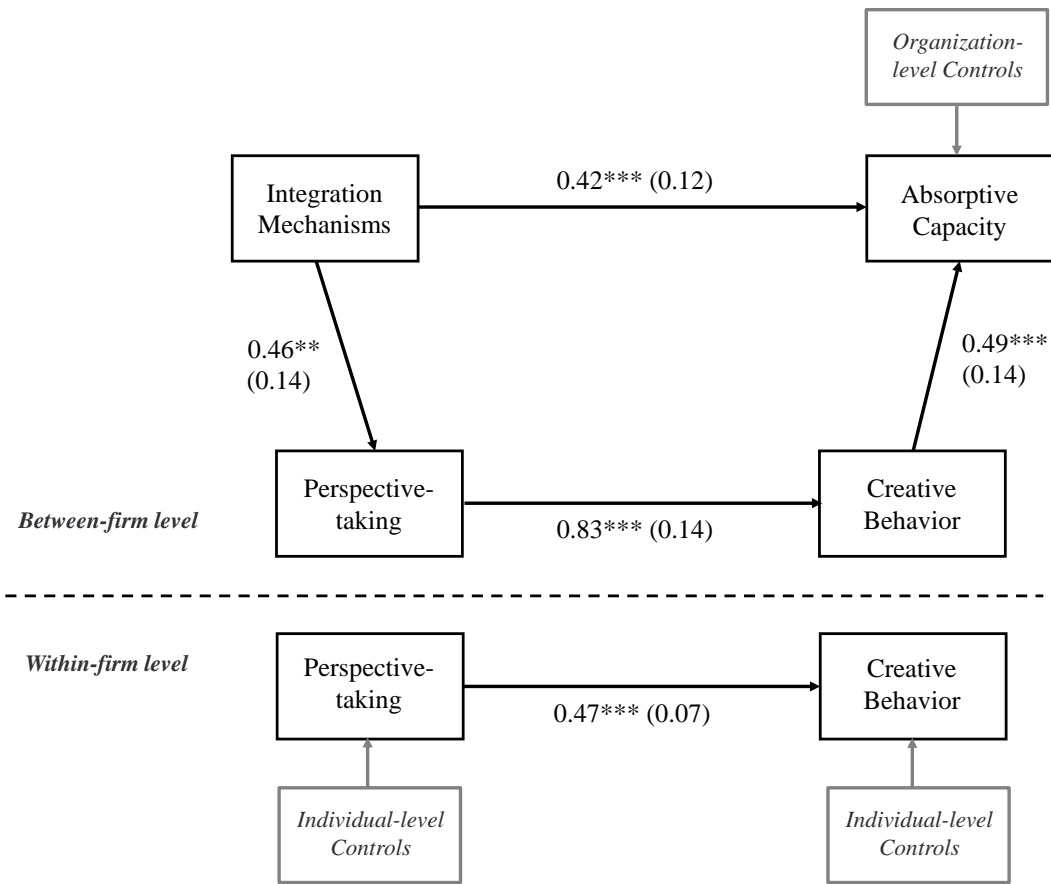 Organization-
level Controls
Integration
Mechanisms
0.42*** (0.12)
Absorptive
Capacity
0.46**
(0.14)
0.49***
(0.14)
Perspective-
taking
Creative
Behavior
Between-firm level
0.83*** (0.14)
Within-firm level
Perspective-
taking
Creative
Behavior
0.47*** (0.07)
Individual-level
Controls
Individual-level
Controls